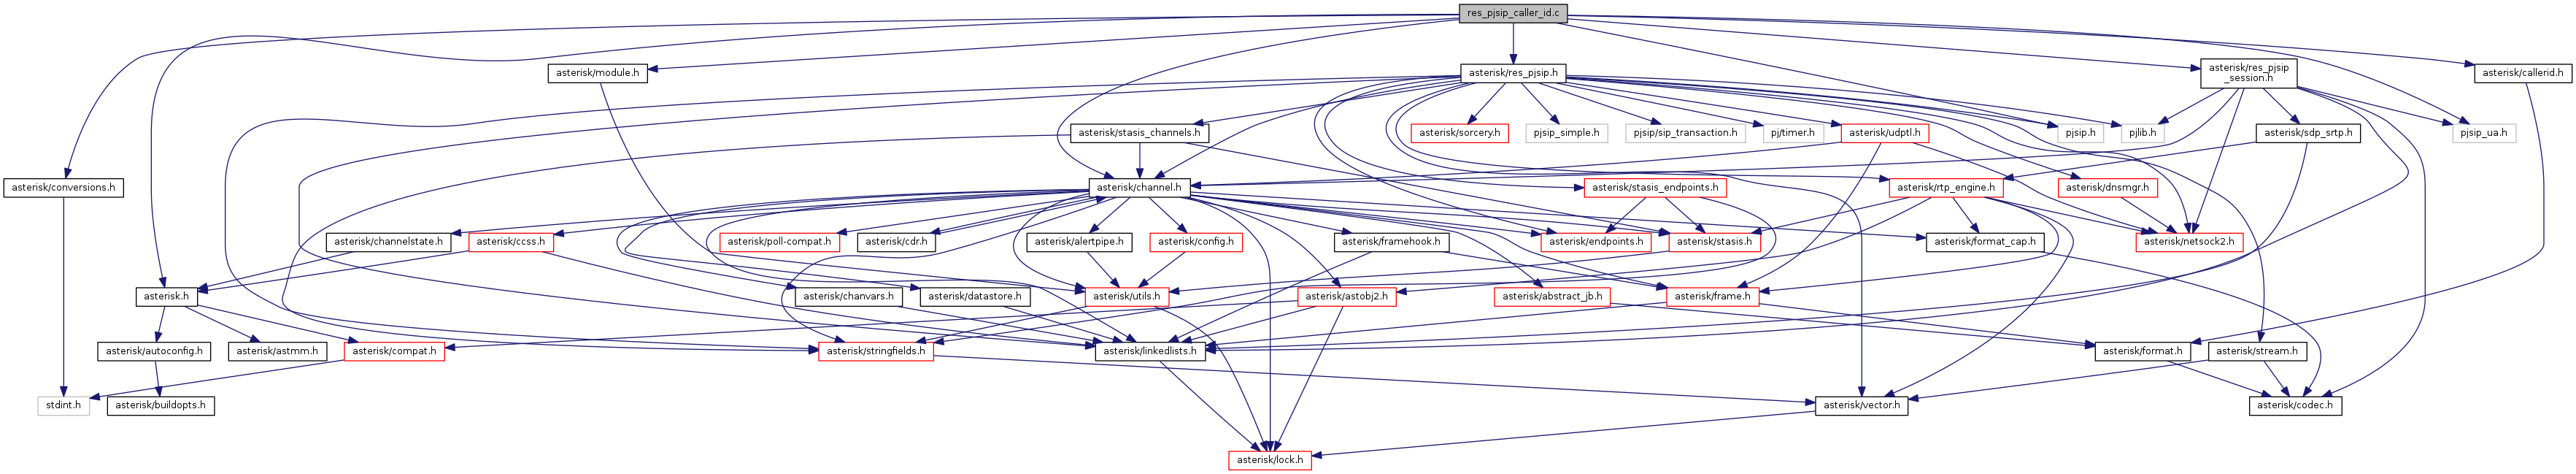 res_pjsip_caller_id.c
asterisk/module.h
asterisk/res_pjsip.h
asterisk/res_pjsip
_session.h
asterisk/callerid.h
asterisk/stasis_channels.h
asterisk/sorcery.h
pjsip_simple.h
pjsip/sip_transaction.h
pj/timer.h
asterisk/udptl.h
pjsip.h
pjlib.h
asterisk/sdp_srtp.h
pjsip_ua.h
asterisk/conversions.h
asterisk/channel.h
asterisk/stasis_endpoints.h
asterisk/rtp_engine.h
asterisk/dnsmgr.h
asterisk/channelstate.h
asterisk/ccss.h
asterisk/poll-compat.h
asterisk/cdr.h
asterisk/alertpipe.h
asterisk/config.h
asterisk/framehook.h
asterisk/endpoints.h
asterisk/stasis.h
asterisk/format_cap.h
asterisk/netsock2.h
asterisk.h
asterisk/chanvars.h
asterisk/datastore.h
asterisk/utils.h
asterisk/astobj2.h
asterisk/abstract_jb.h
asterisk/frame.h
asterisk/autoconfig.h
asterisk/astmm.h
asterisk/compat.h
asterisk/stringfields.h
asterisk/linkedlists.h
asterisk/format.h
asterisk/stream.h
stdint.h
asterisk/buildopts.h
asterisk/vector.h
asterisk/codec.h
asterisk/lock.h